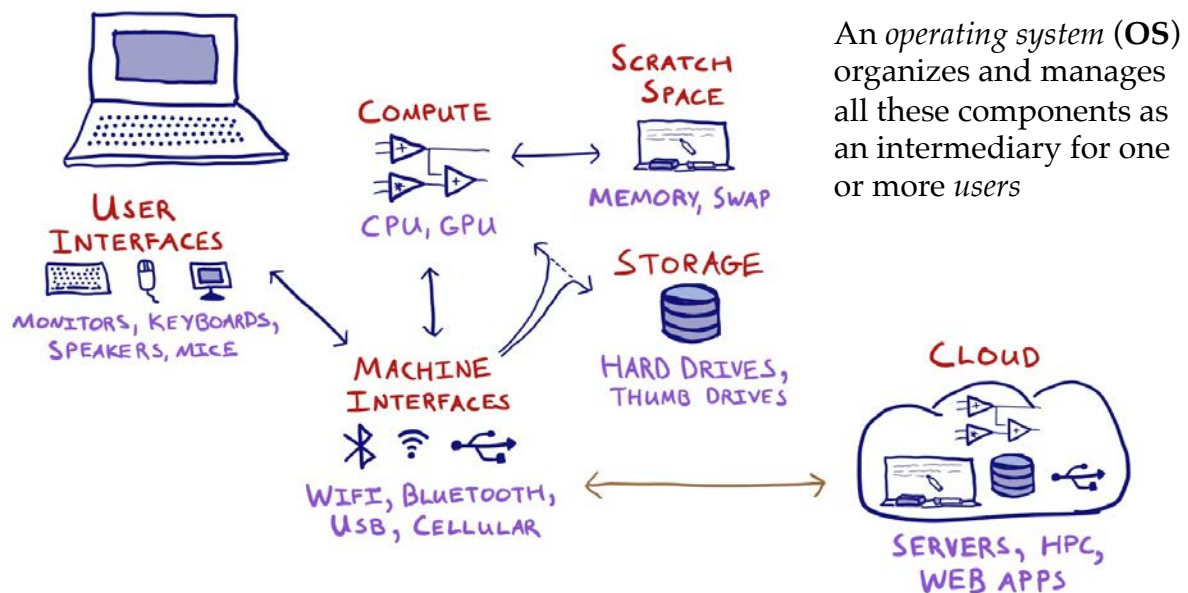 An operating system (OS)
organizes and manages
all these components as
an intermediary for one
or more users
SCRATCH
SPACE
MEMORY, SWAP
COMPUTE
CPU, GPU
USER
INTERFACES
MONITORS, KEYBOARDS,
SPEAKERS, MICE
STORAGE
HARD DRIVES,
THUMB DRIVES
MACHINE
INTERFACES
WIFI, BLUETOOTH,
USB, CELLULAR
CLOUD
SERVERS, HPC,
WEB APPS